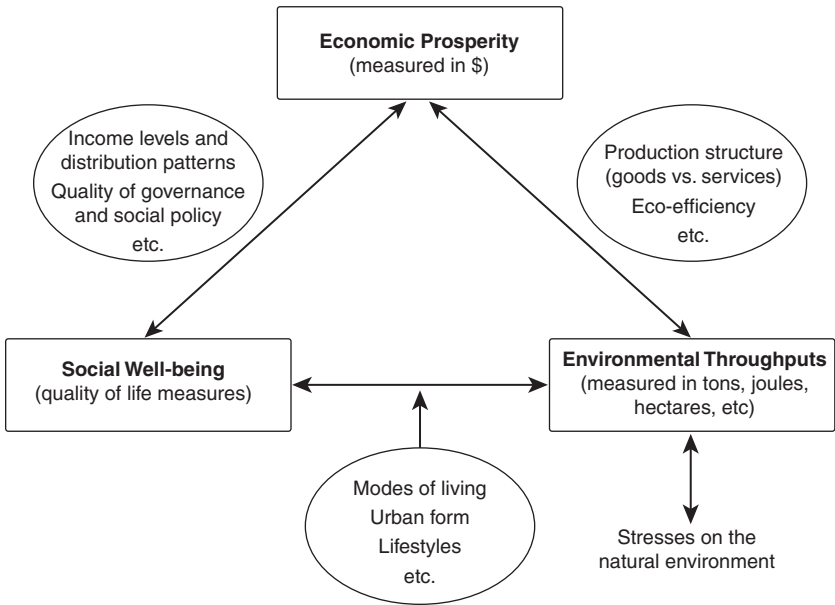 Economic Prosperity
(measured in $)
Income levels and
distribution patterns
Quality of governance
and social policy
etc.
Production structure
(goods vs. services)
Eco-efficiency
etc.
Social Well-being
(quality of life measures)
Environmental Throughputs
(measured in tons, joules,
hectares, etc)
Modes of living
Urban form
Lifestyles
etc.
Stresses on the
natural environment